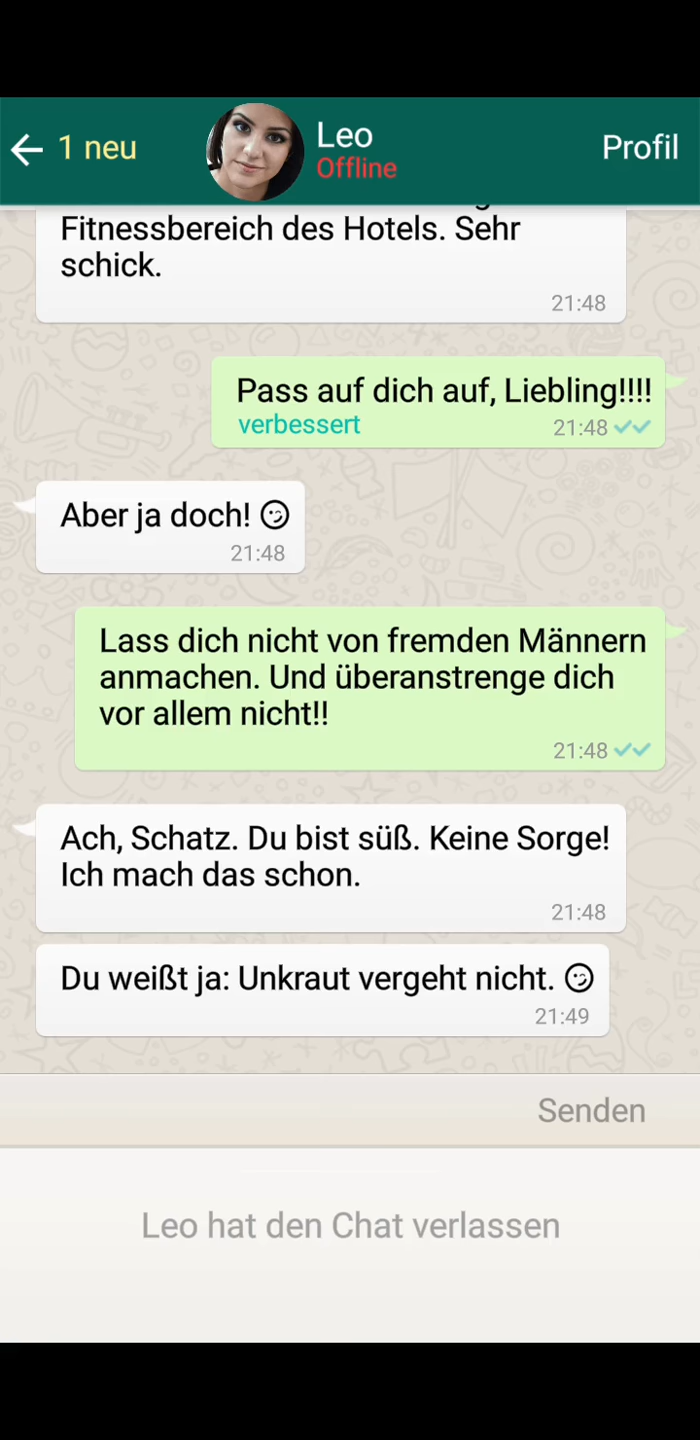 1 neu
Leo
Offline
Profil
Fitnessbereich des Hotels. Sehr
schick.
21:48
Pass auf dich auf, Liebling!!!!
verbessert
21:48
Aber ja doch!
21:48
Lass dich nicht von fremden Männern
anmachen. Und überanstrenge dich
vor allem nicht!!
21:48
Ach, Schatz. Du bist süß. Keine Sorge!
Ich mach das schon.
21:48
Du weißt ja: Unkraut vergeht nicht.
21:49
Senden
Leo hat den Chat verlassen